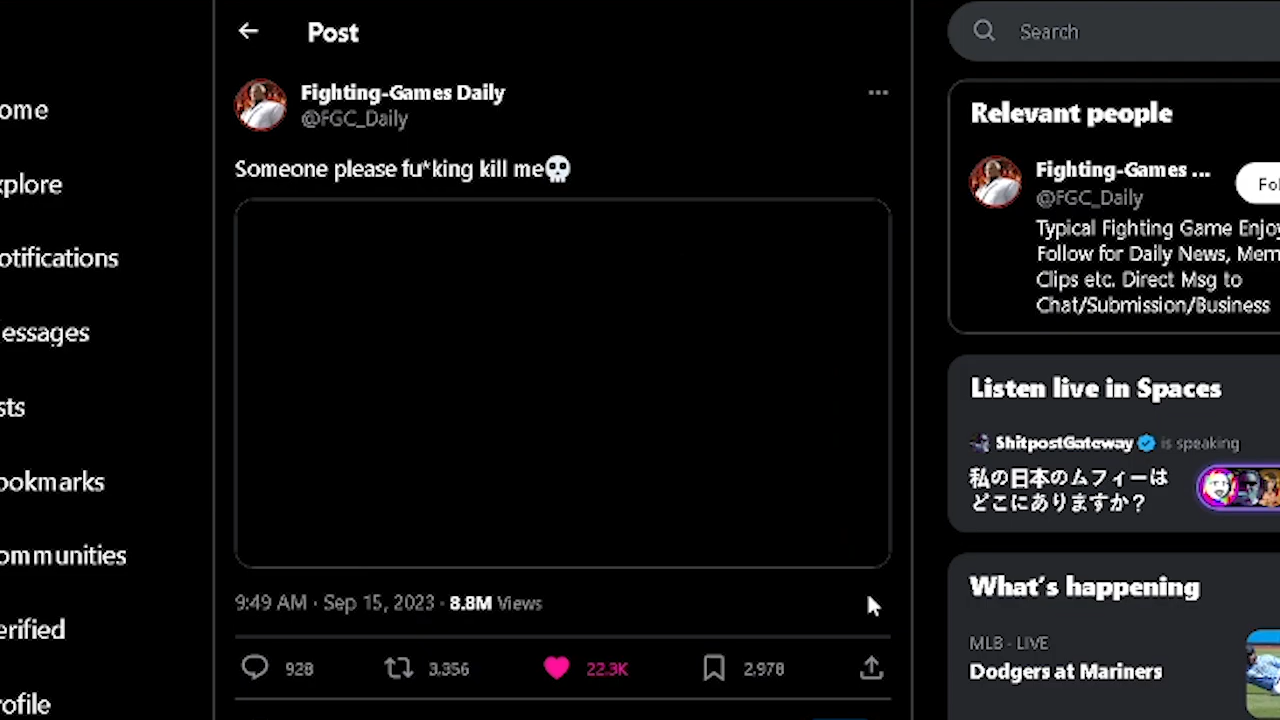 Post
Fighting-Games Daily
@FGC_Daily
Someone please fu*king kill me💀
9:49 AM · Sep 15, 2023 · 8.8M Views
928 3,356 22.3K 2,978
ome
xplore
otifications
essages
sts
ookmarks
ommunities
erified
rofile
Search
Relevant people
Fighting-Games ...
@FGC_Daily
Fol
Typical Fighting Game Enjoy
Follow for Daily News, Mem
Clips etc. Direct Msg to
Chat/Submission/Business
Listen live in Spaces
ShitpostGateway is speaking
私の日本のムフィーは
どこにありますか?
What's happening
MLB · LIVE
Dodgers at Mariners